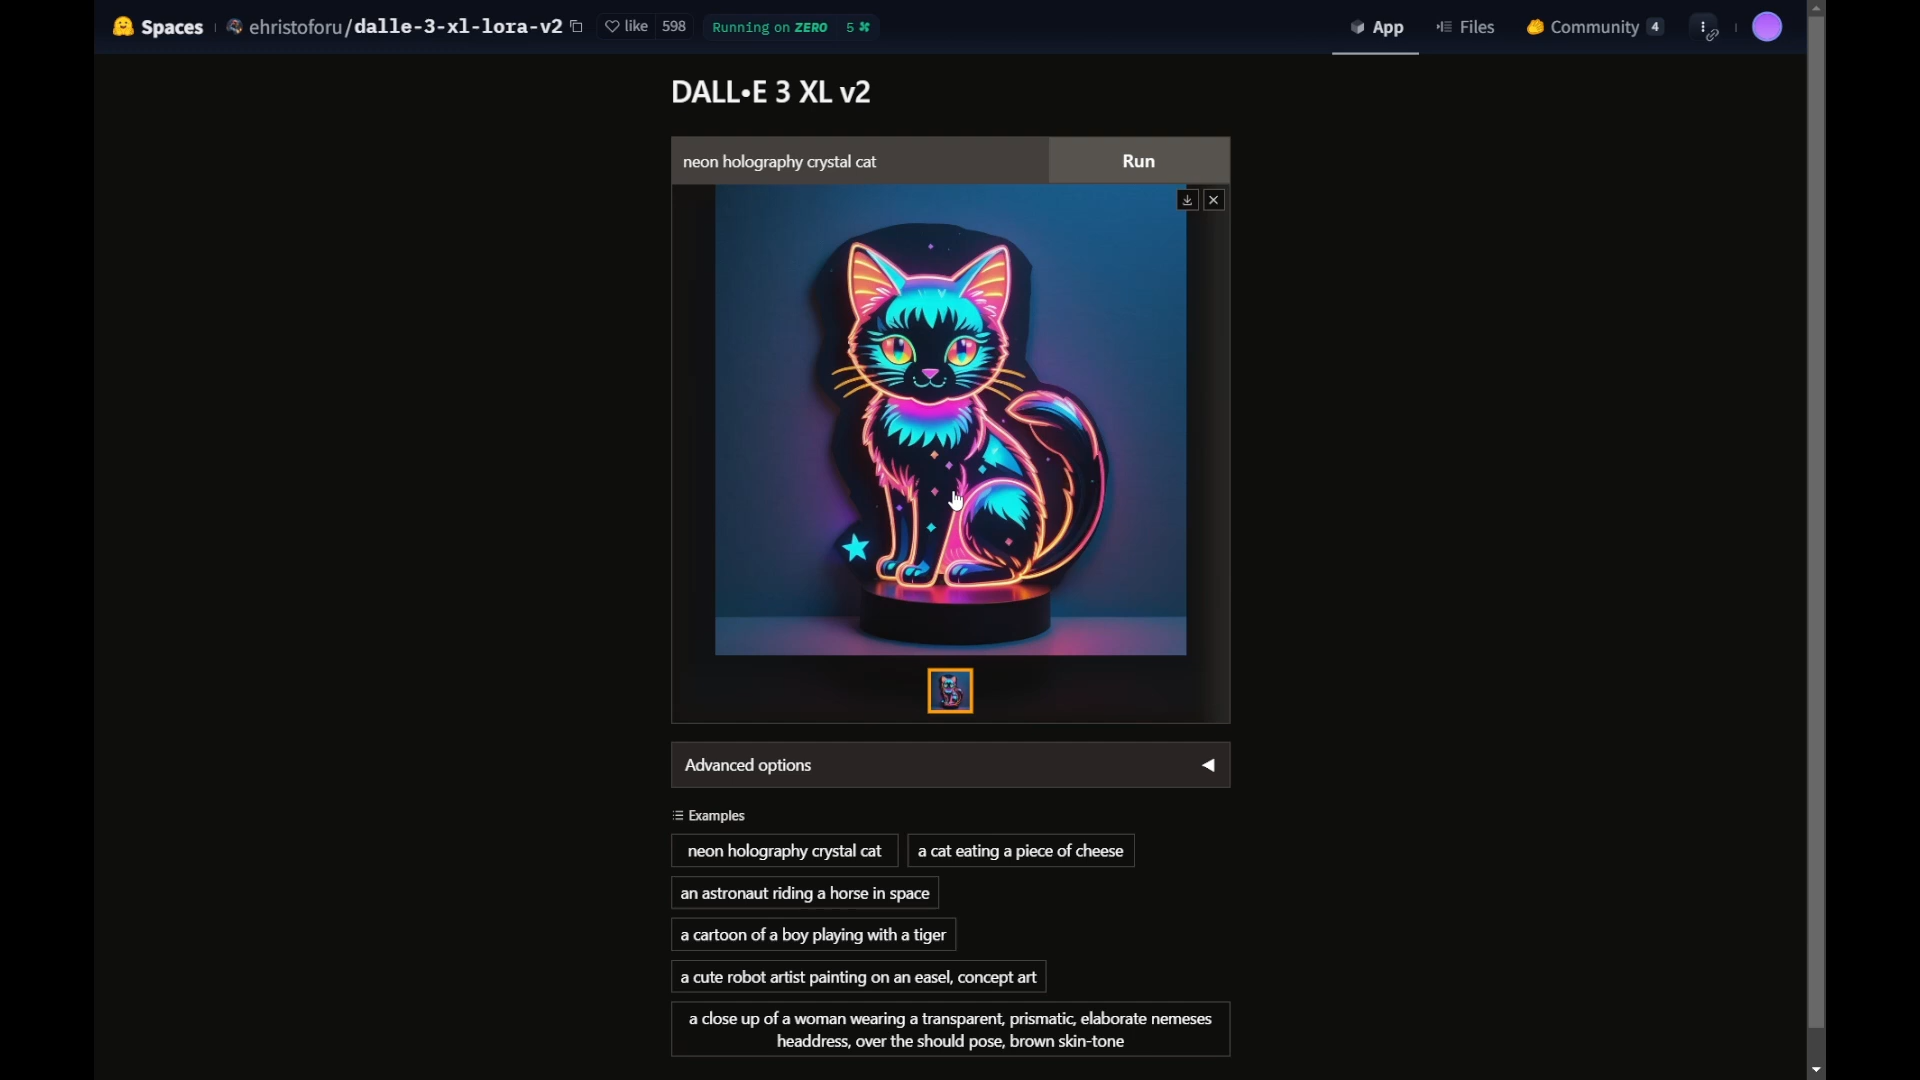 Spaces ehristoforu/dalle-3-xl-lora-v2 like 598 Running on ZERO 5 App Files Community 4
DALL•E 3 XL v2
neon holography crystal cat Run
Advanced options
Examples
neon holography crystal cat a cat eating a piece of cheese
an astronaut riding a horse in space
a cartoon of a boy playing with a tiger
a cute robot artist painting on an easel, concept art
a close up of a woman wearing a transparent, prismatic, elaborate nemeses
headdress, over the should pose, brown skin-tone